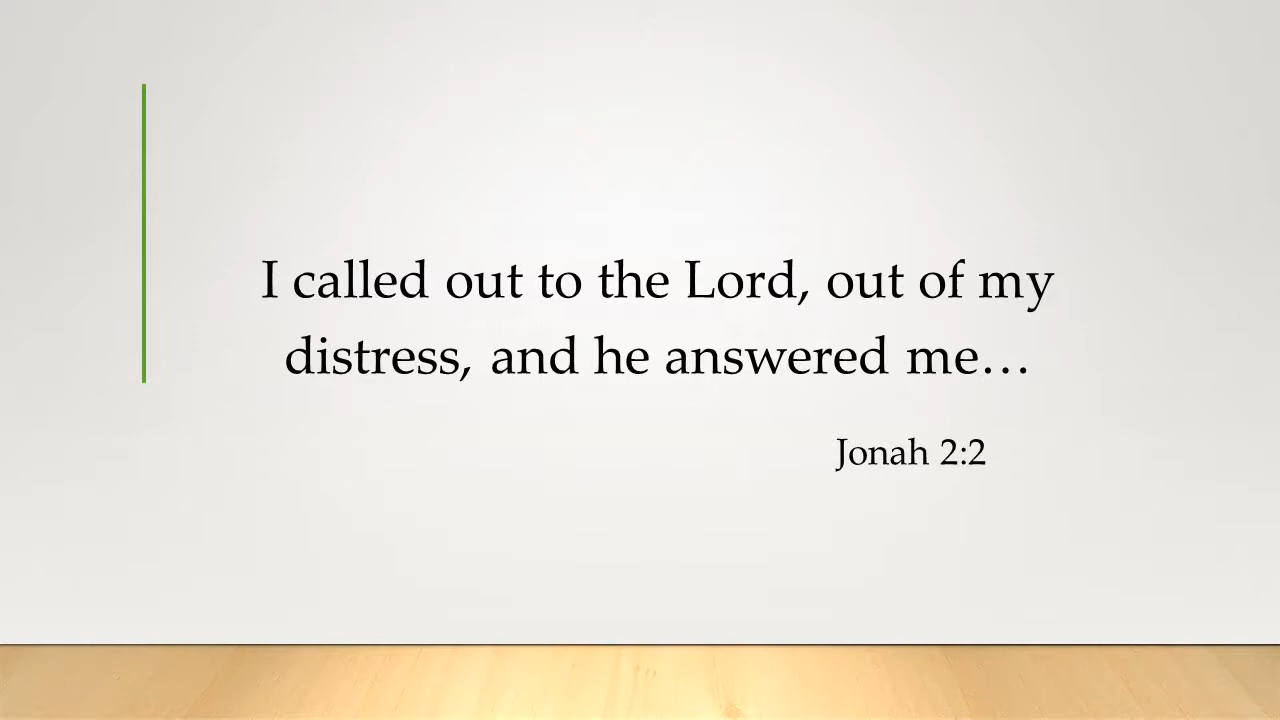 I called out to the Lord, out of my
distress, and he answered me…
Jonah 2:2